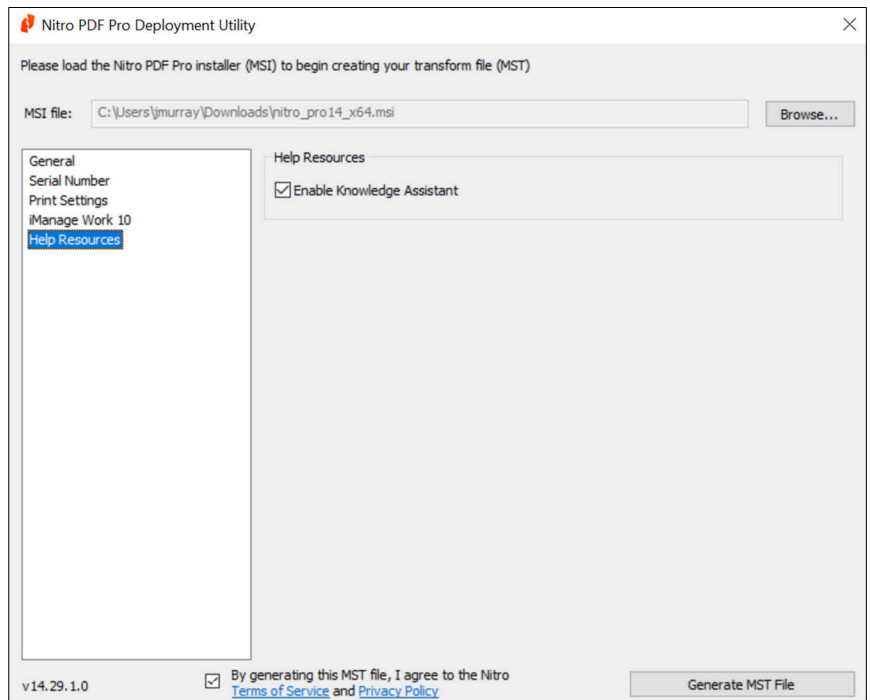 Nitro PDF Pro Deployment Utility
Please load the Nitro PDF Pro installer (MSI) to begin creating your transform file (MST)
MSI file: C:\Users\jmurray\Downloads\nitro_pro14_x64.msi Browse...
General
Serial Number
Print Settings
iManage Work 10
Help Resources
Help Resources
Enable Knowledge Assistant
v14.29.1.0
By generating this MST file, I agree to the Nitro
Terms of Service and Privacy Policy
Generate MST File